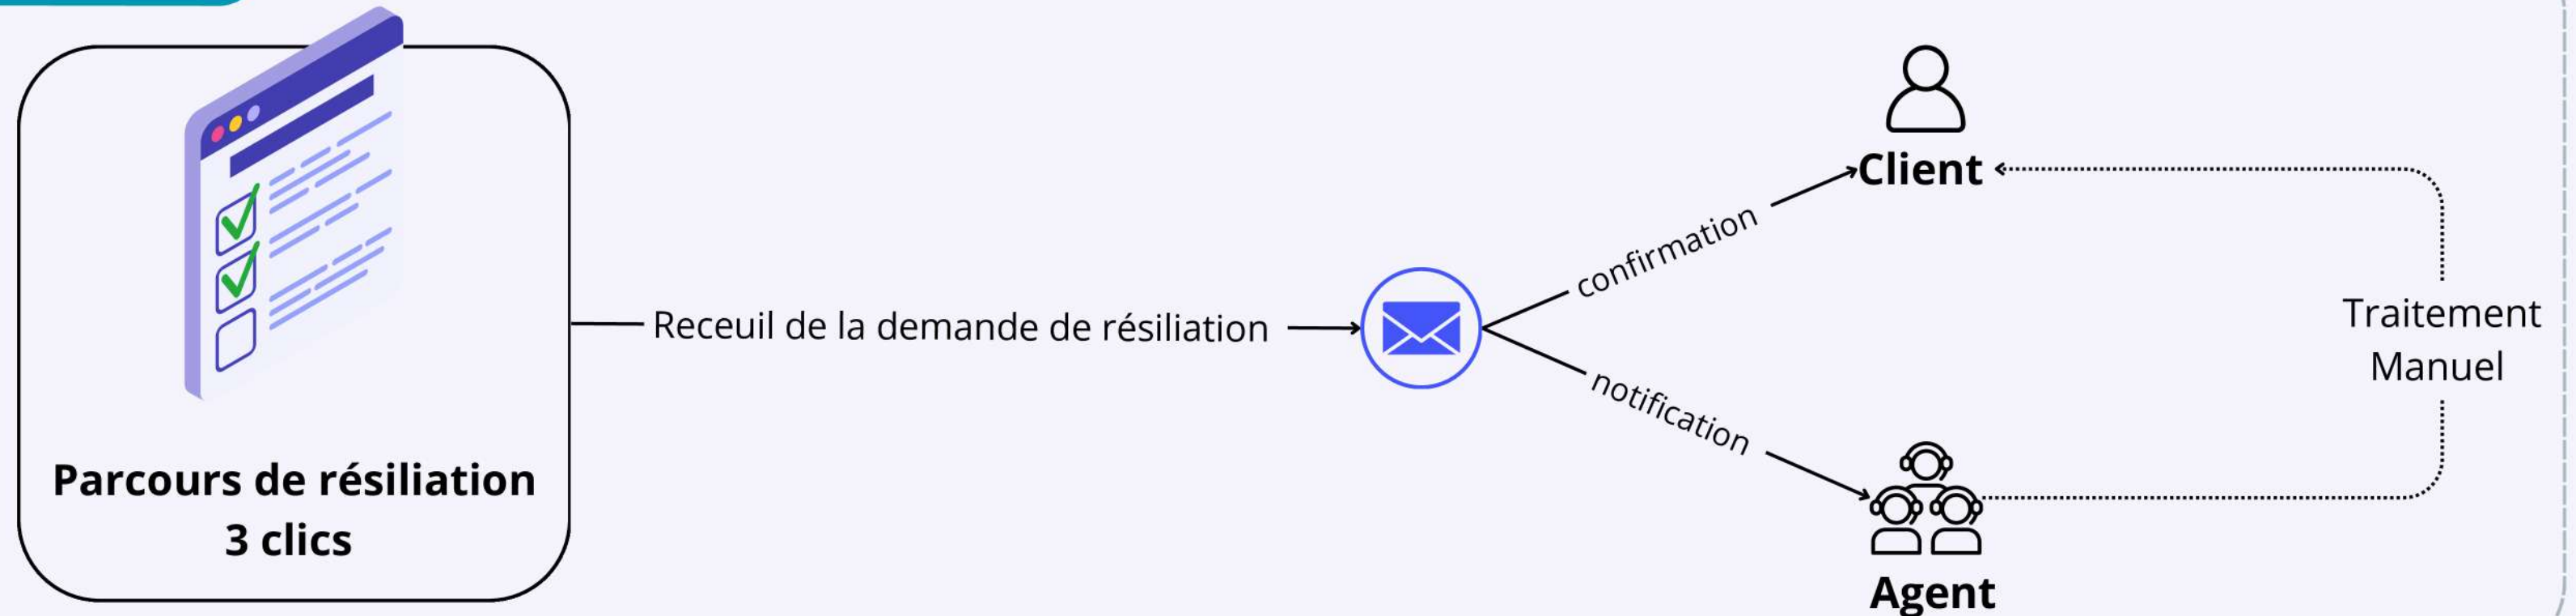 Parcours de résiliation
3 clics
Receuil de la demande de résiliation
confirmation
notification
Client
Agent
Traitement
Manuel